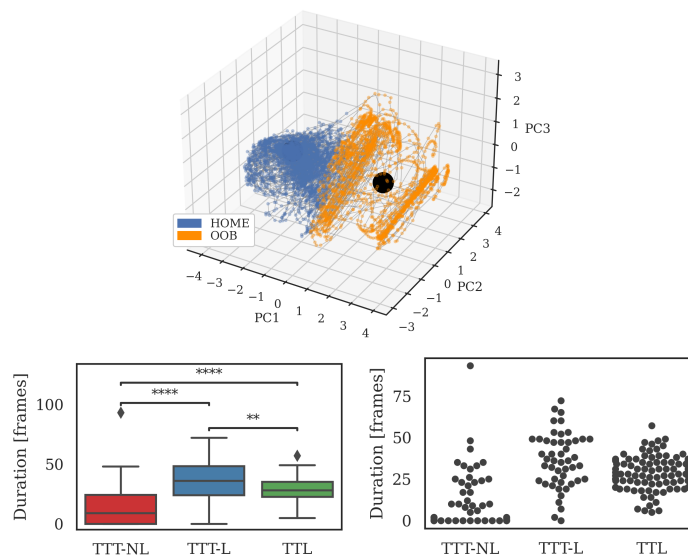 3
2
1
PC3
0
−1
−2
HOME
OOB
−4
−3
−2
−1
0
1
2
3
4
PC1
−3
−2
−1
0
1
2
3
4
PC2
Duration [frames]
100
50
0
****
****
**
TTT-NL
TTT-L
TTL
Duration [frames]
75
50
25
0
TTT-NL
TTT-L
TTL